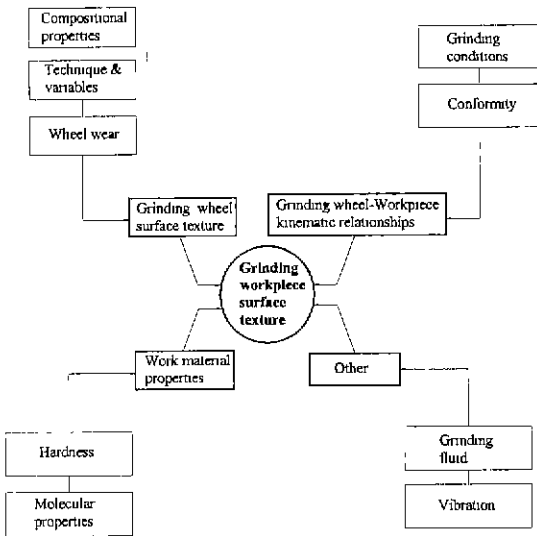 Compositional
properties
Technique &
variables
Wheel wear
Grinding
conditions
Conformity
Grinding wheel
surface texture
Grinding wheel-Workpiece
kinematic relationships
Grinding
workpiece
surface
texture
Work material
properties
Other
Hardness
Molecular
properties
Grinding
fluid
Vibration